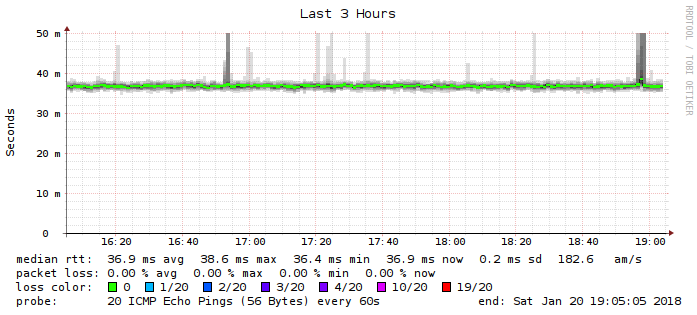 Last 3 Hours
RRDTOOL / TOBI OETIKER
Seconds
50 m
40 m
30 m
20 m
10 m
0
16:20 16:40 17:00 17:20 17:40 18:00 18:20 18:40 19:00
median rtt: 36.9 ms avg 38.6 ms max 36.4 ms min 36.9 ms now 0.2 ms sd 182.6 am/s
packet loss: 0.00 % avg 0.00 % max 0.00 % min 0.00 % now
loss color: 0 1/20 2/20 3/20 4/20 10/20 19/20
probe: 20 ICMP Echo Pings (56 Bytes) every 60s end: Sat Jan 20 19:05:05 2018